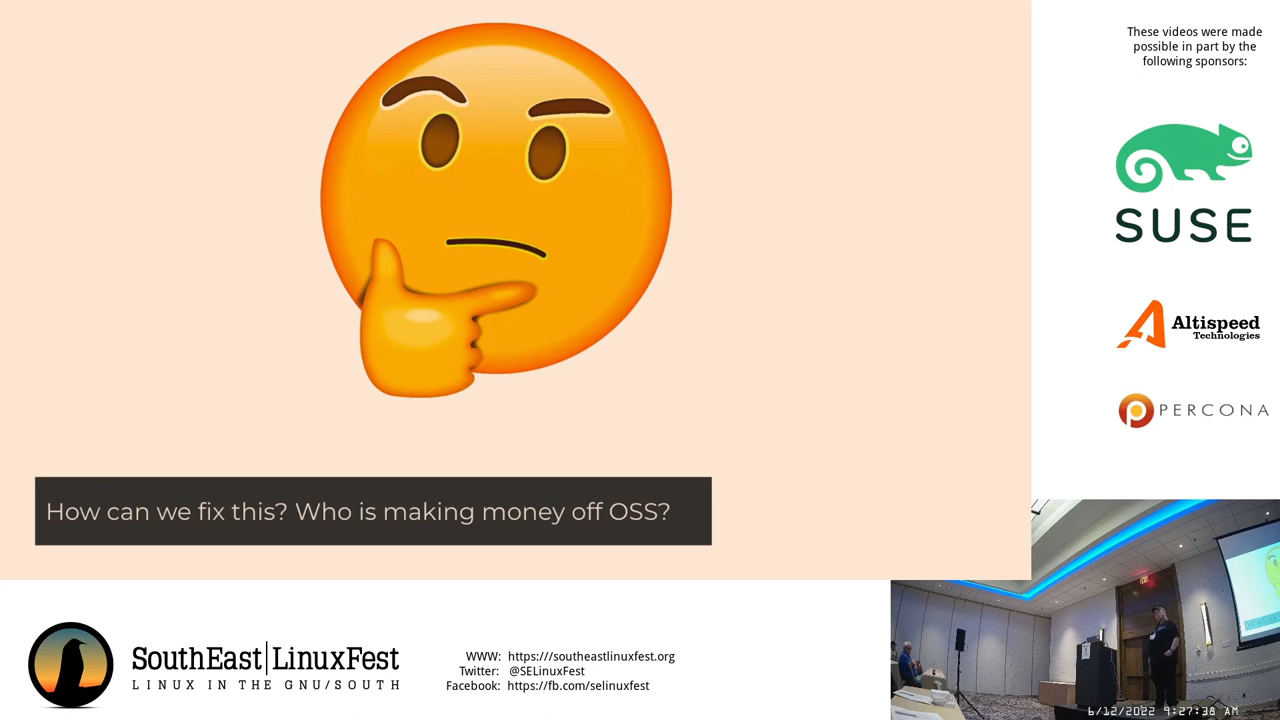 These videos were made
possible in part by the
following sponsors:
SUSE
Altispeed
Technologies
PERCONA
How can we fix this? Who is making money off OSS?
SouthEast|LinuxFest
LINUX IN THE GNU/SOUTH
WWW: https:///southeastlinuxfest.org
Twitter: @SELinuxFest
Facebook: https://fb.com/selinuxfest
6/12/2022 9:27:38 AM